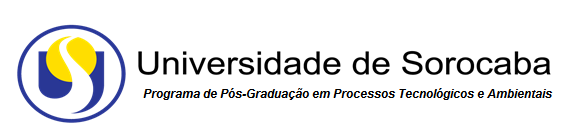 Universidade de Sorocaba
Programa de Pós-Graduação em Processos Tecnológicos e Ambientais